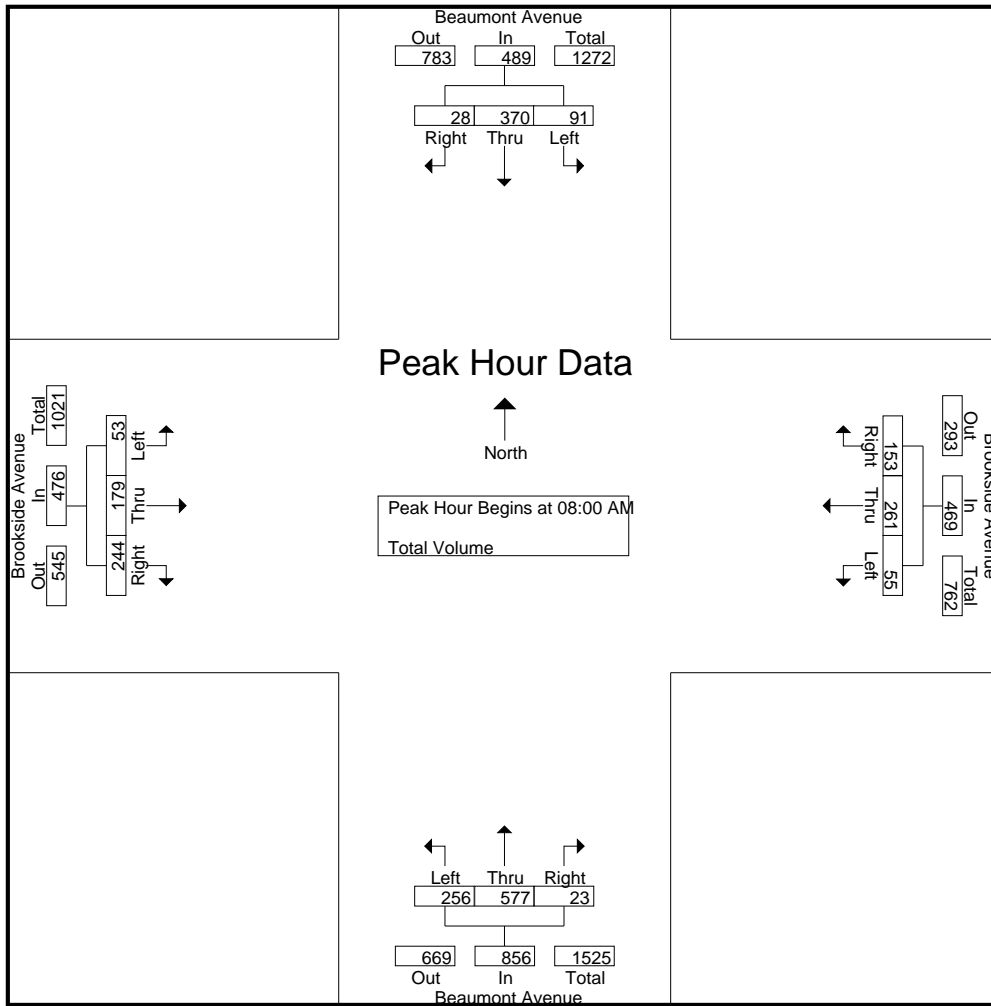 Beaumont Avenue
Out In Total
783 489 1272
28 370 91
Right Thru Left
Peak Hour Data
North
Peak Hour Begins at 08:00 AM
Total Volume
Brookside Avenue
Out In Total
545 476 1021
Left Thru Right
53 179 244
Brookside Avenue
Out In Total
293 469 762
Right Thru Left
153 261 55
Left Thru Right
256 577 23
669 856 1525
Out In Total
Beaumont Avenue